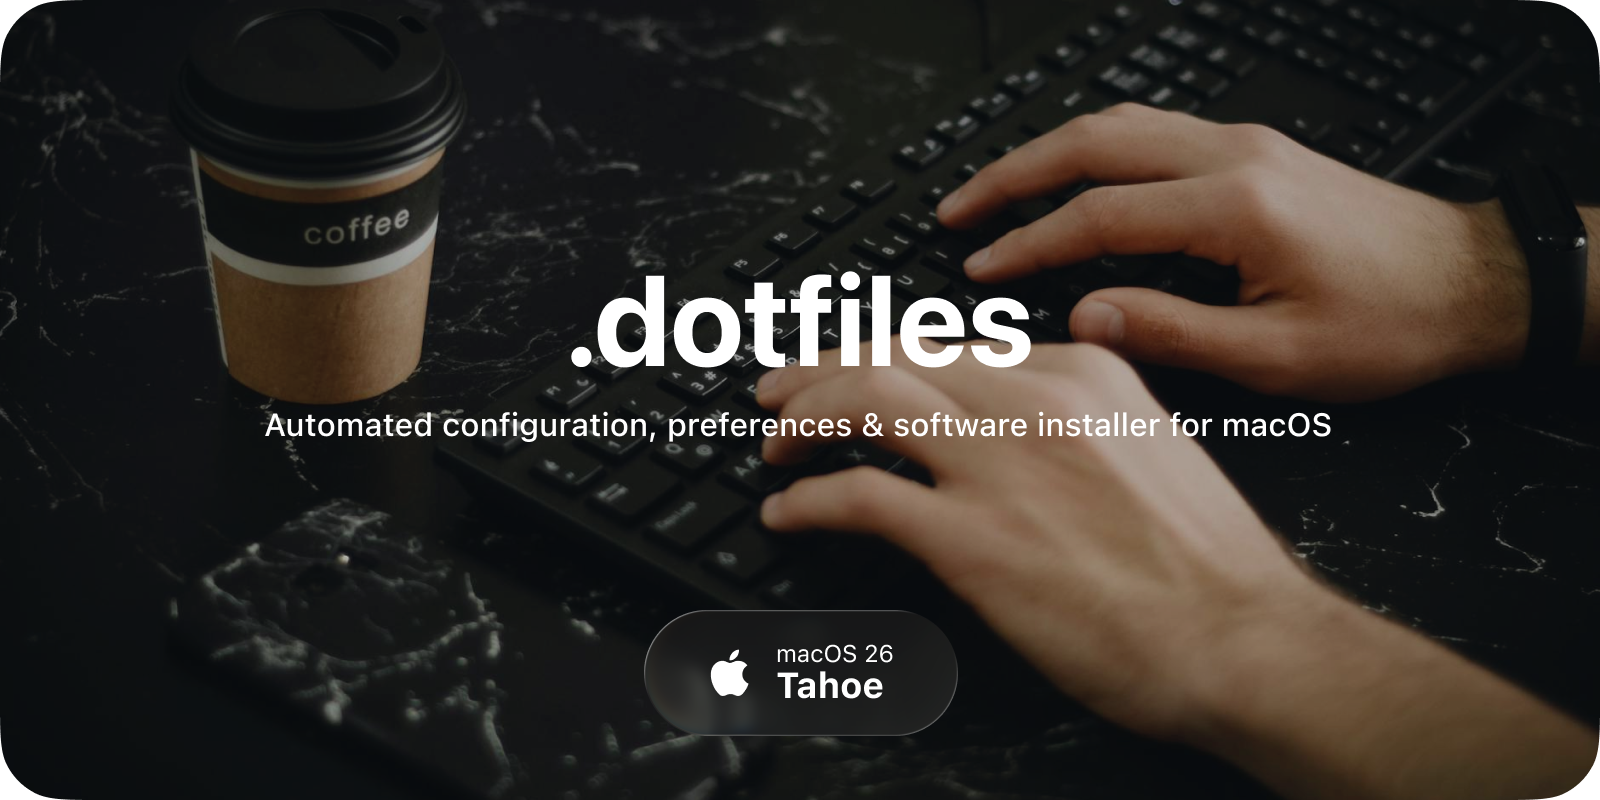 coffee
.dotfiles
Automated configuration, preferences & software installer for macOS
macOS 26
Tahoe